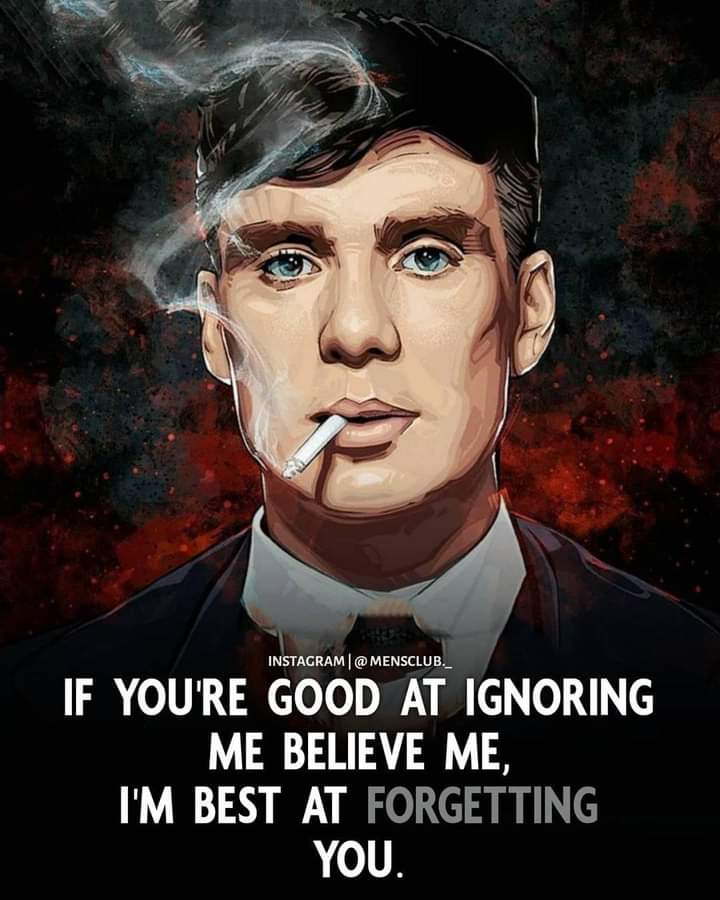 INSTAGRAM | @MENSCLUB._
IF YOU'RE GOOD AT IGNORING
ME BELIEVE ME,
I'M BEST AT FORGETTING
YOU.